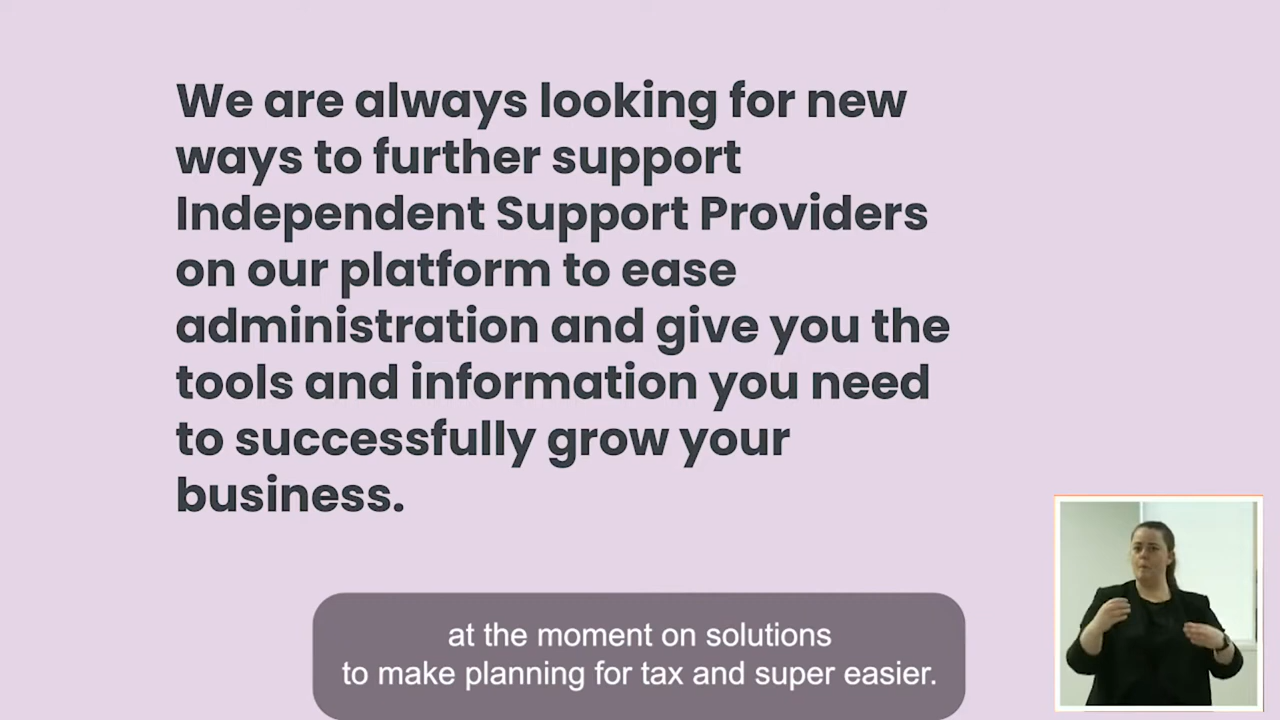 We are always looking for new
ways to further support
Independent Support Providers
on our platform to ease
administration and give you the
tools and information you need
to successfully grow your
business.
at the moment on solutions
to make planning for tax and super easier.